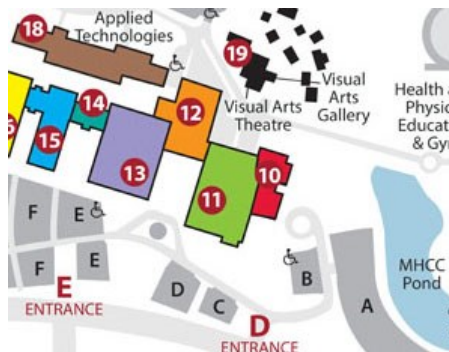 18
Applied
Technologies
19
Visual Arts
Theatre
Visual
Arts
Gallery
Health
Physic
Educat
& Gy
14
12
15
13
11
10
F
E
F
E
D
C
B
A
MHCC
Pond
E
ENTRANCE
D
ENTRANCE